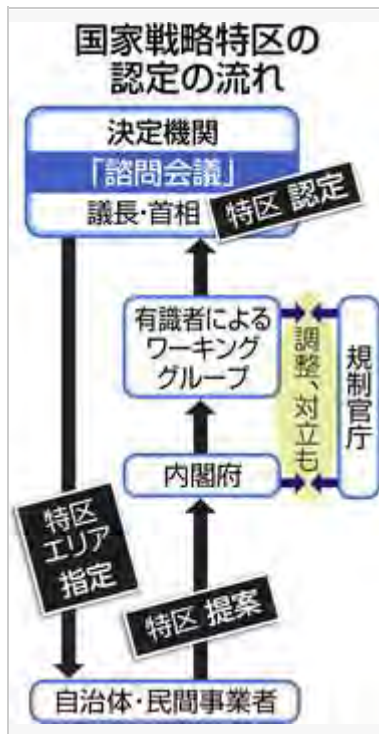 国家戦略特区の
認定の流れ
決定機関
「諮問会議」
議長・首相
特区 認定
有識者による
ワーキング
グループ
調整、対立も
規制官庁
内閣府
特区
エリア
指定
特区 提案
自治体・民間事業者